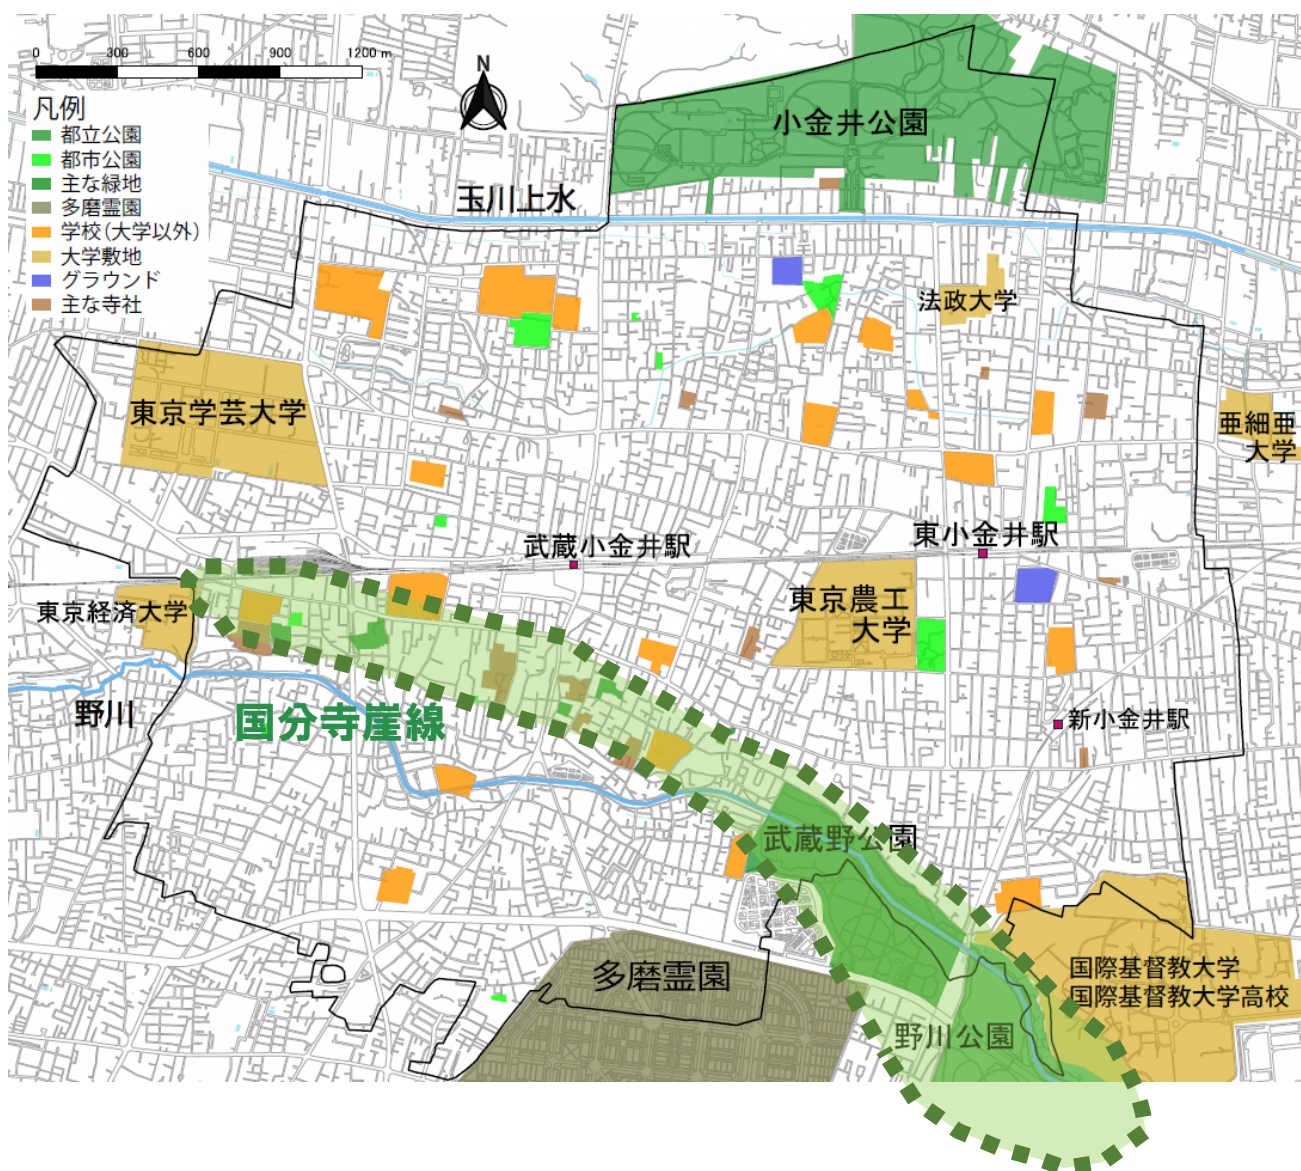 0 300 600 900 1200 m
N
凡例
都立公園
都市公園
主な緑地
多磨霊園
学校(大学以外)
大学敷地
グラウンド
主な寺社
小金井公園
玉川上水
法政大学
東京学芸大学
亜細亜
大学
武蔵小金井駅
東小金井駅
東京経済大学
東京農工
大学
野川
国分寺崖線
新小金井駅
武蔵野公園
多磨霊園
国際基督教大学
国際基督教大学高校
野川公園